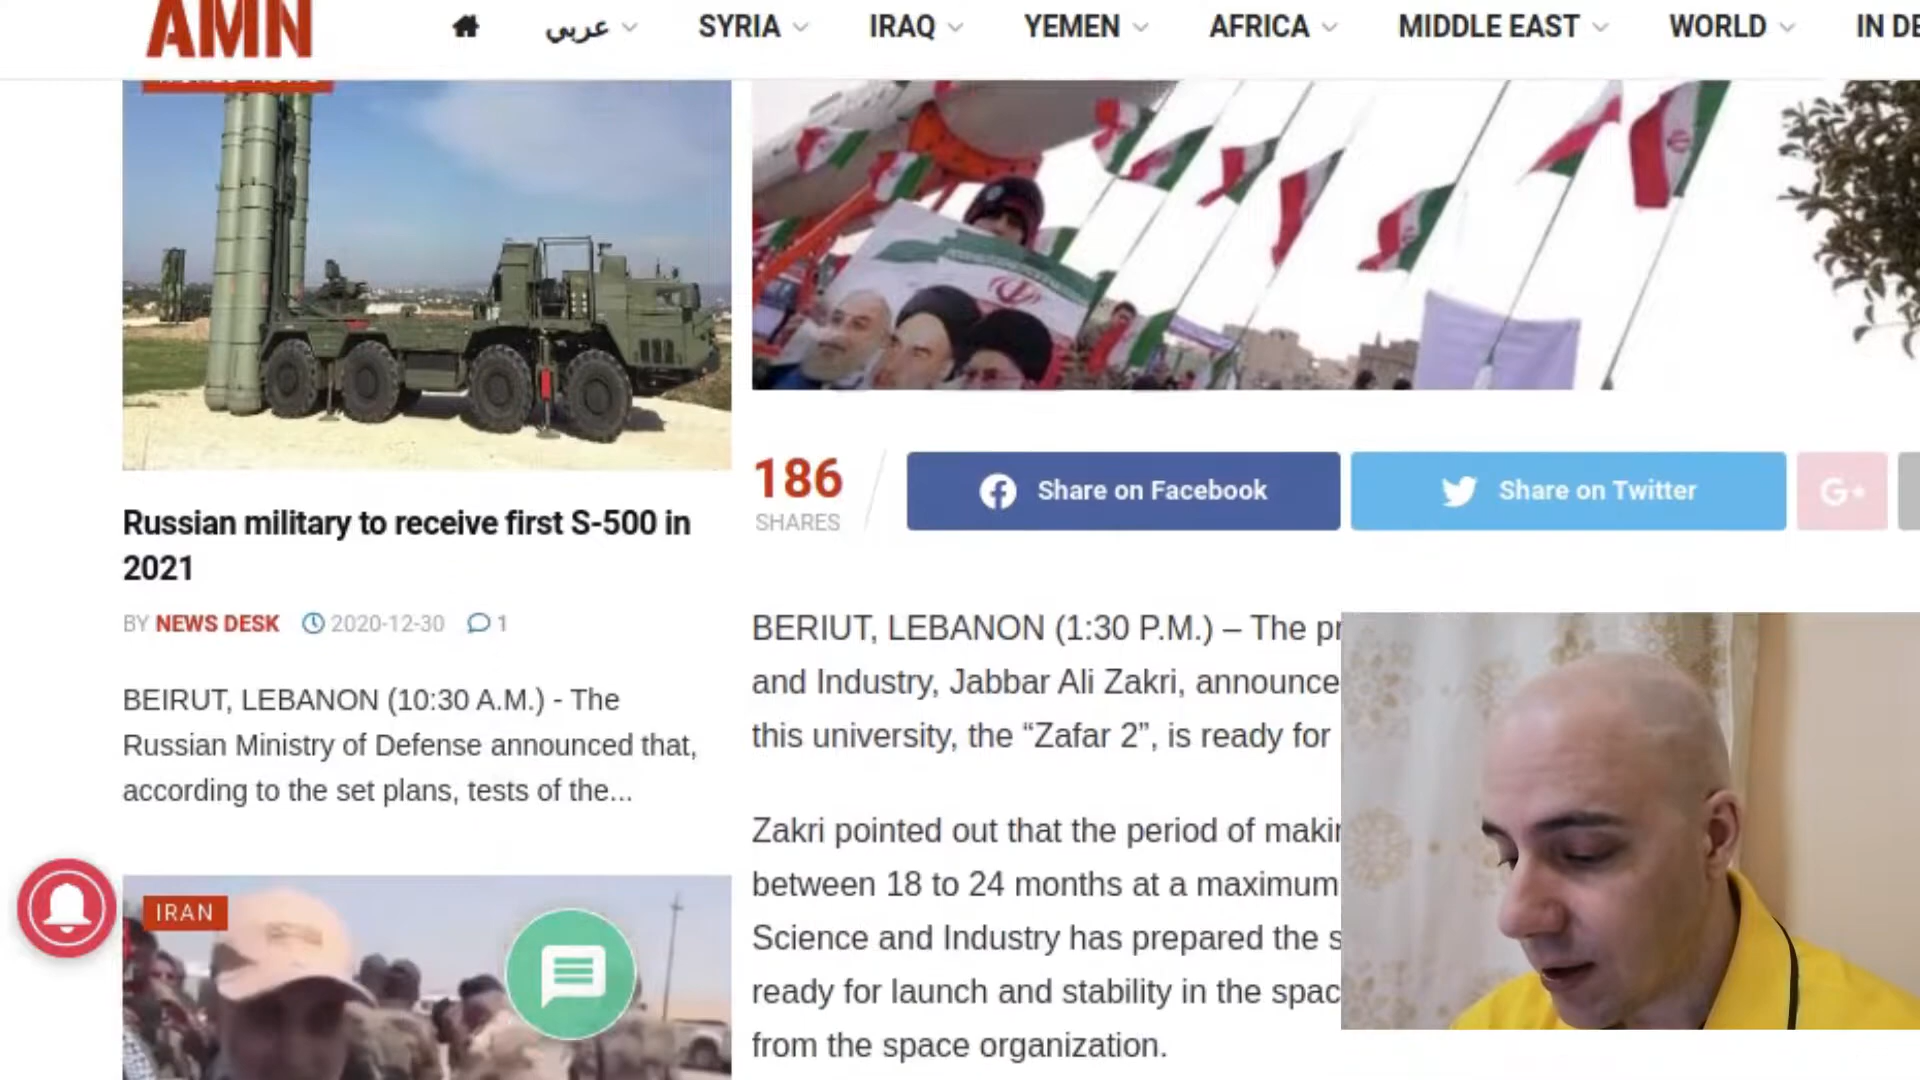 AMN
عربي
SYRIA
IRAQ
YEMEN
AFRICA
MIDDLE EAST
WORLD
IN DE
Russian military to receive first S-500 in
2021
BY NEWS DESK 2020-12-30 1
BEIRUT, LEBANON (10:30 A.M.) - The
Russian Ministry of Defense announced that,
according to the set plans, tests of the...
IRAN
186
SHARES
Share on Facebook
Share on Twitter
G+
BERIUT, LEBANON (1:30 P.M.) – The pr
and Industry, Jabbar Ali Zakri, announce
this university, the “Zafar 2”, is ready for
Zakri pointed out that the period of makin
between 18 to 24 months at a maximum
Science and Industry has prepared the s
ready for launch and stability in the spac
from the space organization.